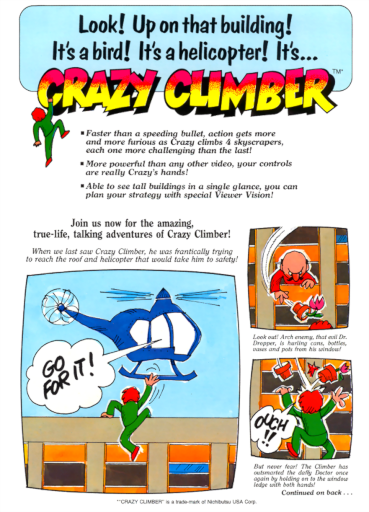 Look! Up on that building!
It's a bird! It's a helicopter! It's...
CRAZY CLIMBER™
▪ Faster than a speeding bullet, action gets more
and more furious as Crazy climbs 4 skyscrapers,
each one more challenging than the last!
▪ More powerful than any other video, your controls
are really Crazy's hands!
▪ Able to see tall buildings in a single glance, you can
plan your strategy with special Viewer Vision!
Join us now for the amazing,
true-life, talking adventures of Crazy Climber!
When we last saw Crazy Climber, he was frantically trying
to reach the roof and helicopter that would take him to safety!
GO
FOR IT!
Look out! Arch enemy, that evil Dr.
Drepper, is hurling cans, bottles,
vases and pots from his window!
OUCH
!!
But never fear! The Climber has
outsmarted the daffy Doctor once
again by holding on to the window
ledge with both hands!
Continued on back . . .
"CRAZY CLIMBER" is a trade-mark of Nichibutsu USA Corp.